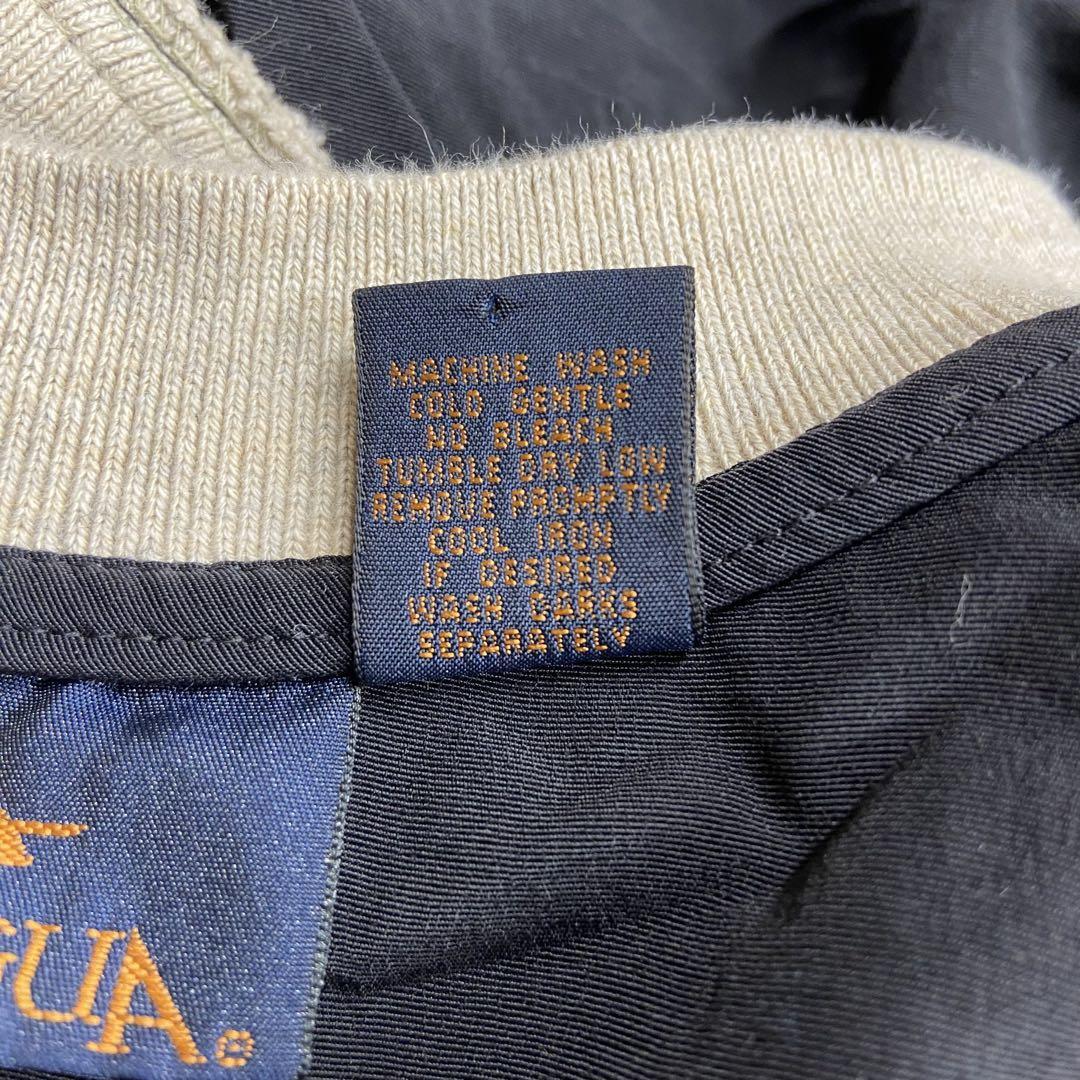 MACHINE WASH
COLD GENTLE
NO BLEACH
TUMBLE DRY LOW
REMOVE PROMPTLY
COOL IRON
IF DESIRED
WASH DARKS
SEPARATELY
GUA®